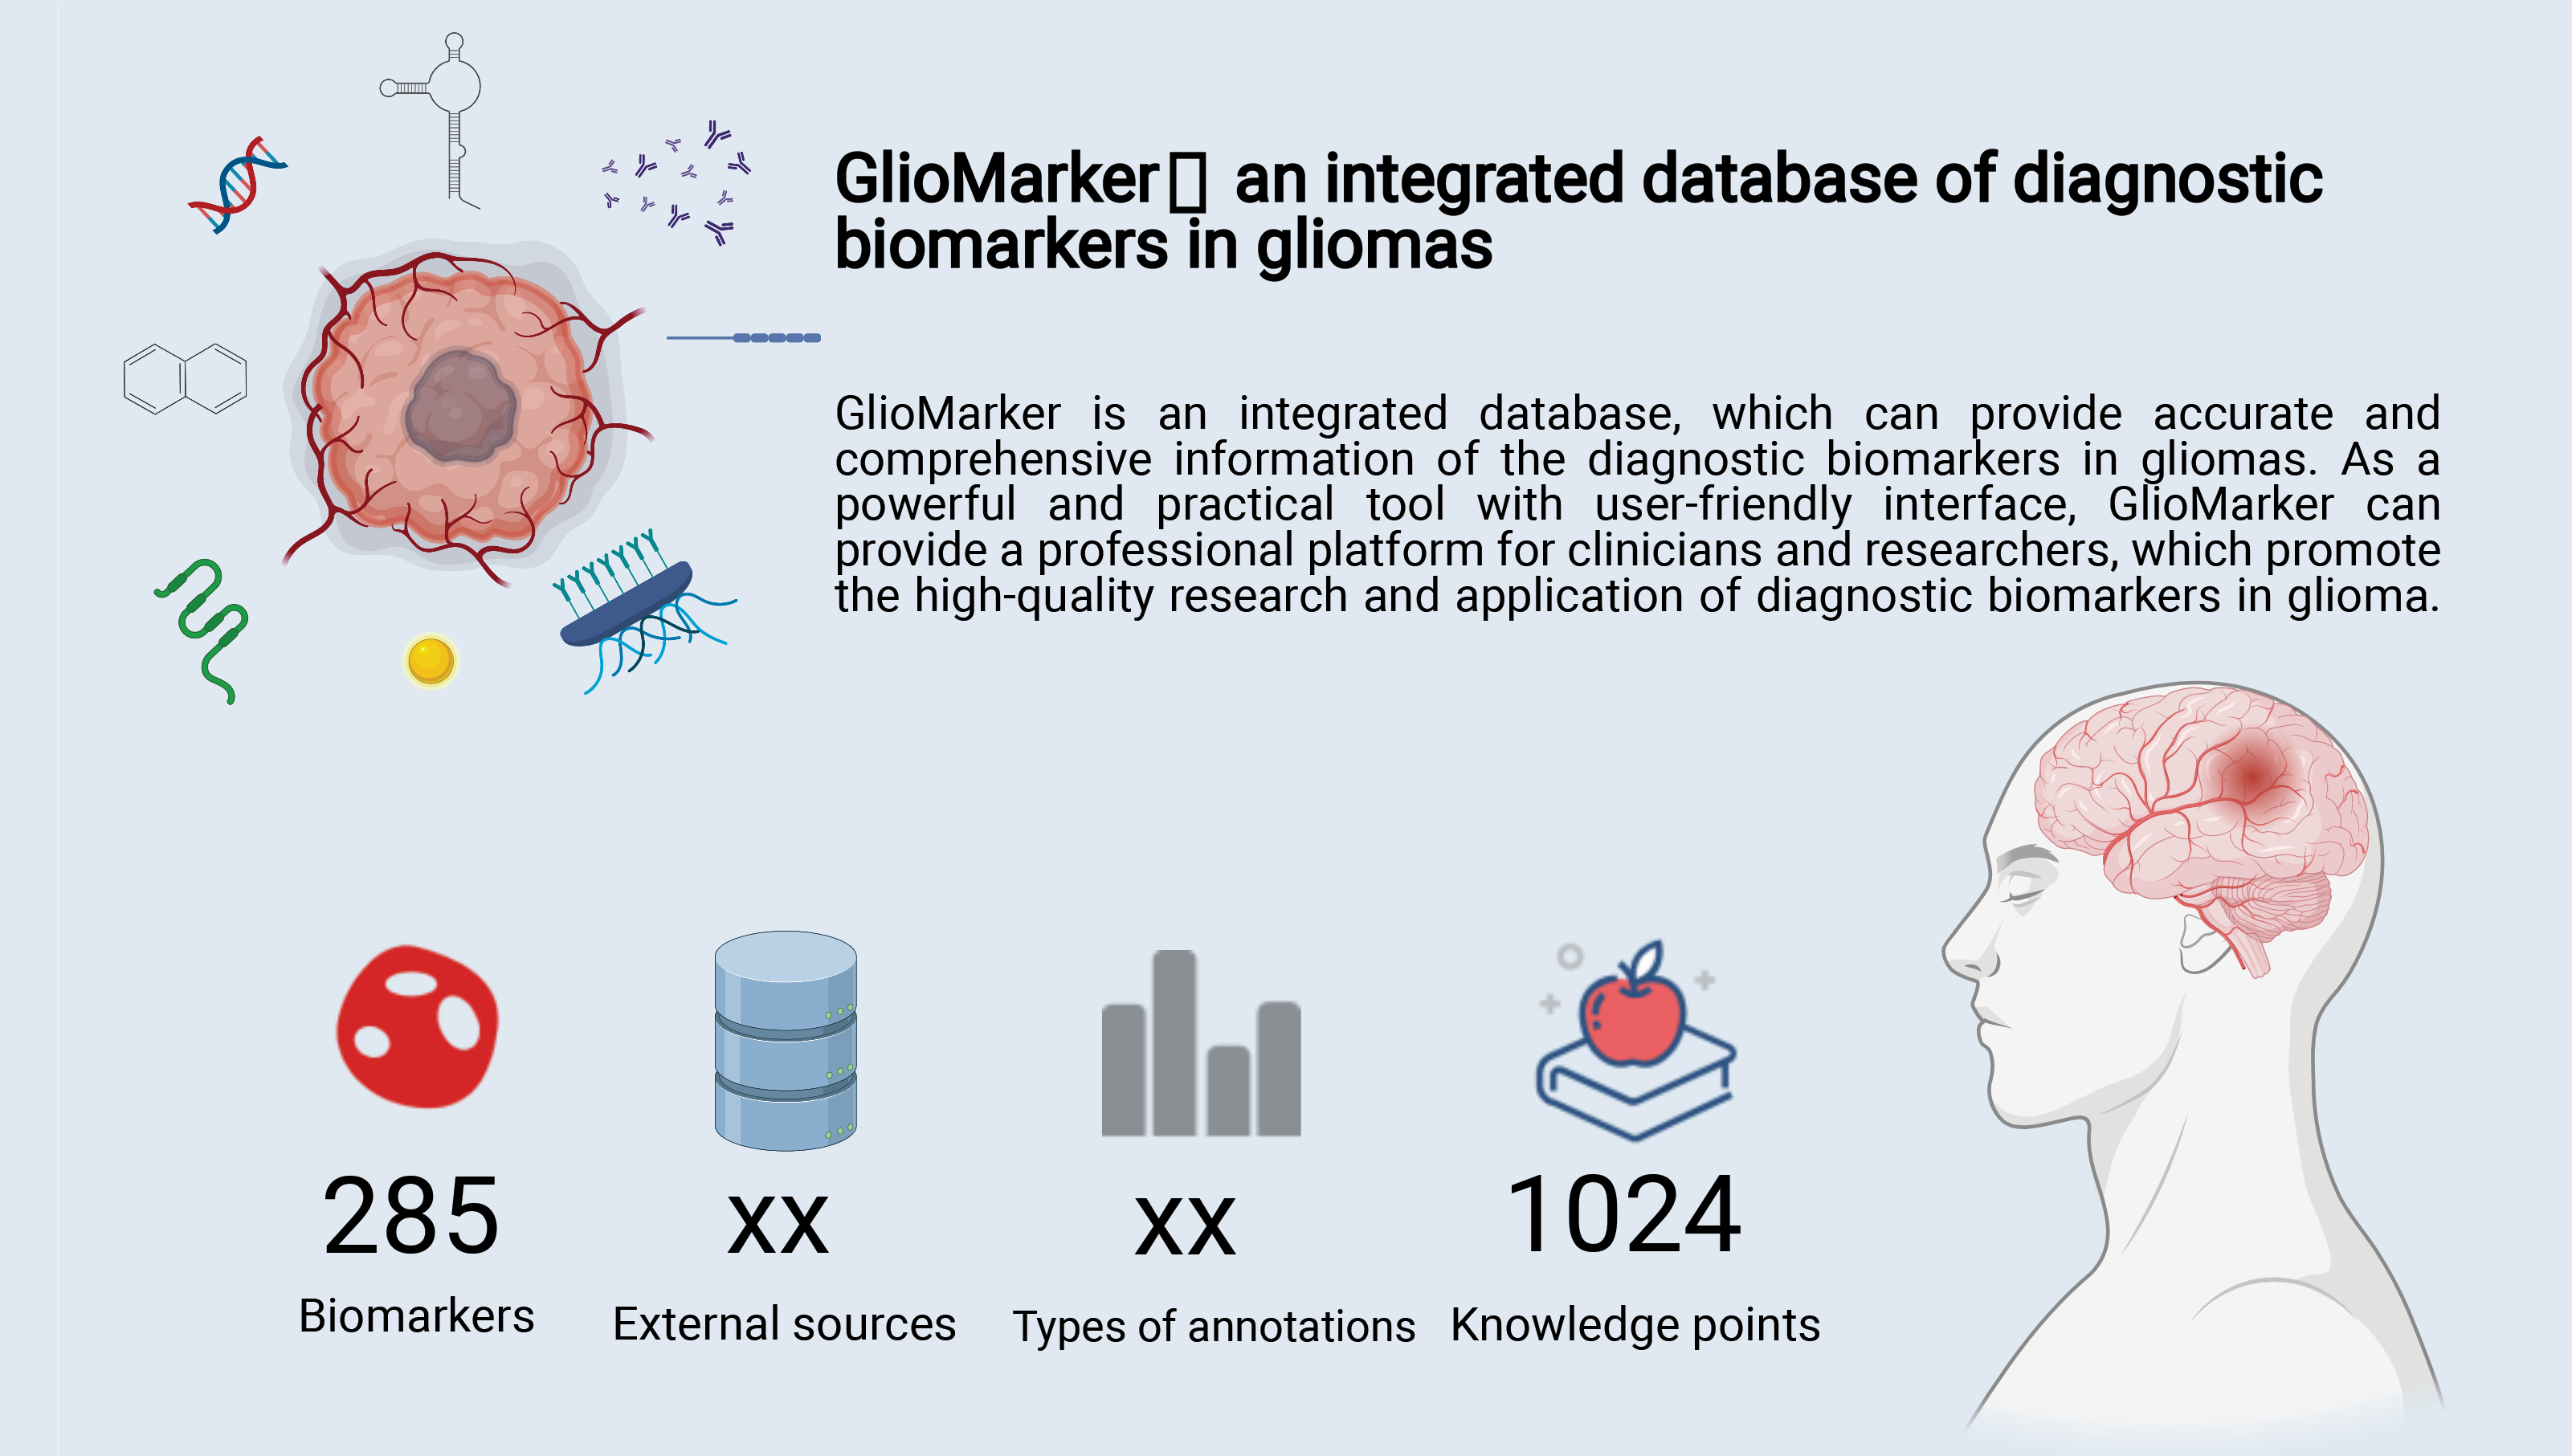 GlioMarker▯ an integrated database of diagnostic
biomarkers in gliomas
GlioMarker is an integrated database, which can provide accurate and
comprehensive information of the diagnostic biomarkers in gliomas. As a
powerful and practical tool with user-friendly interface, GlioMarker can
provide a professional platform for clinicians and researchers, which promote
the high-quality research and application of diagnostic biomarkers in glioma.
285
Biomarkers
xx
External sources
xx
Types of annotations
1024
Knowledge points